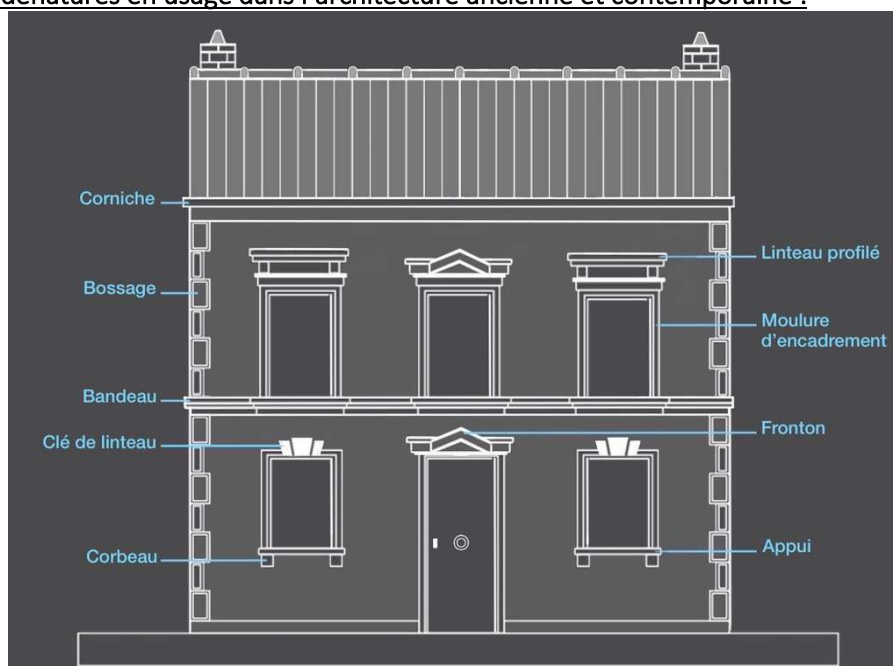 dénatures en usage dans l'architecture ancienne et contemporaine :
Corniche
Linteau profilé
Bossage
Moulure
d'encadrement
Bandeau
Fronton
Clé de linteau
Appui
Corbeau